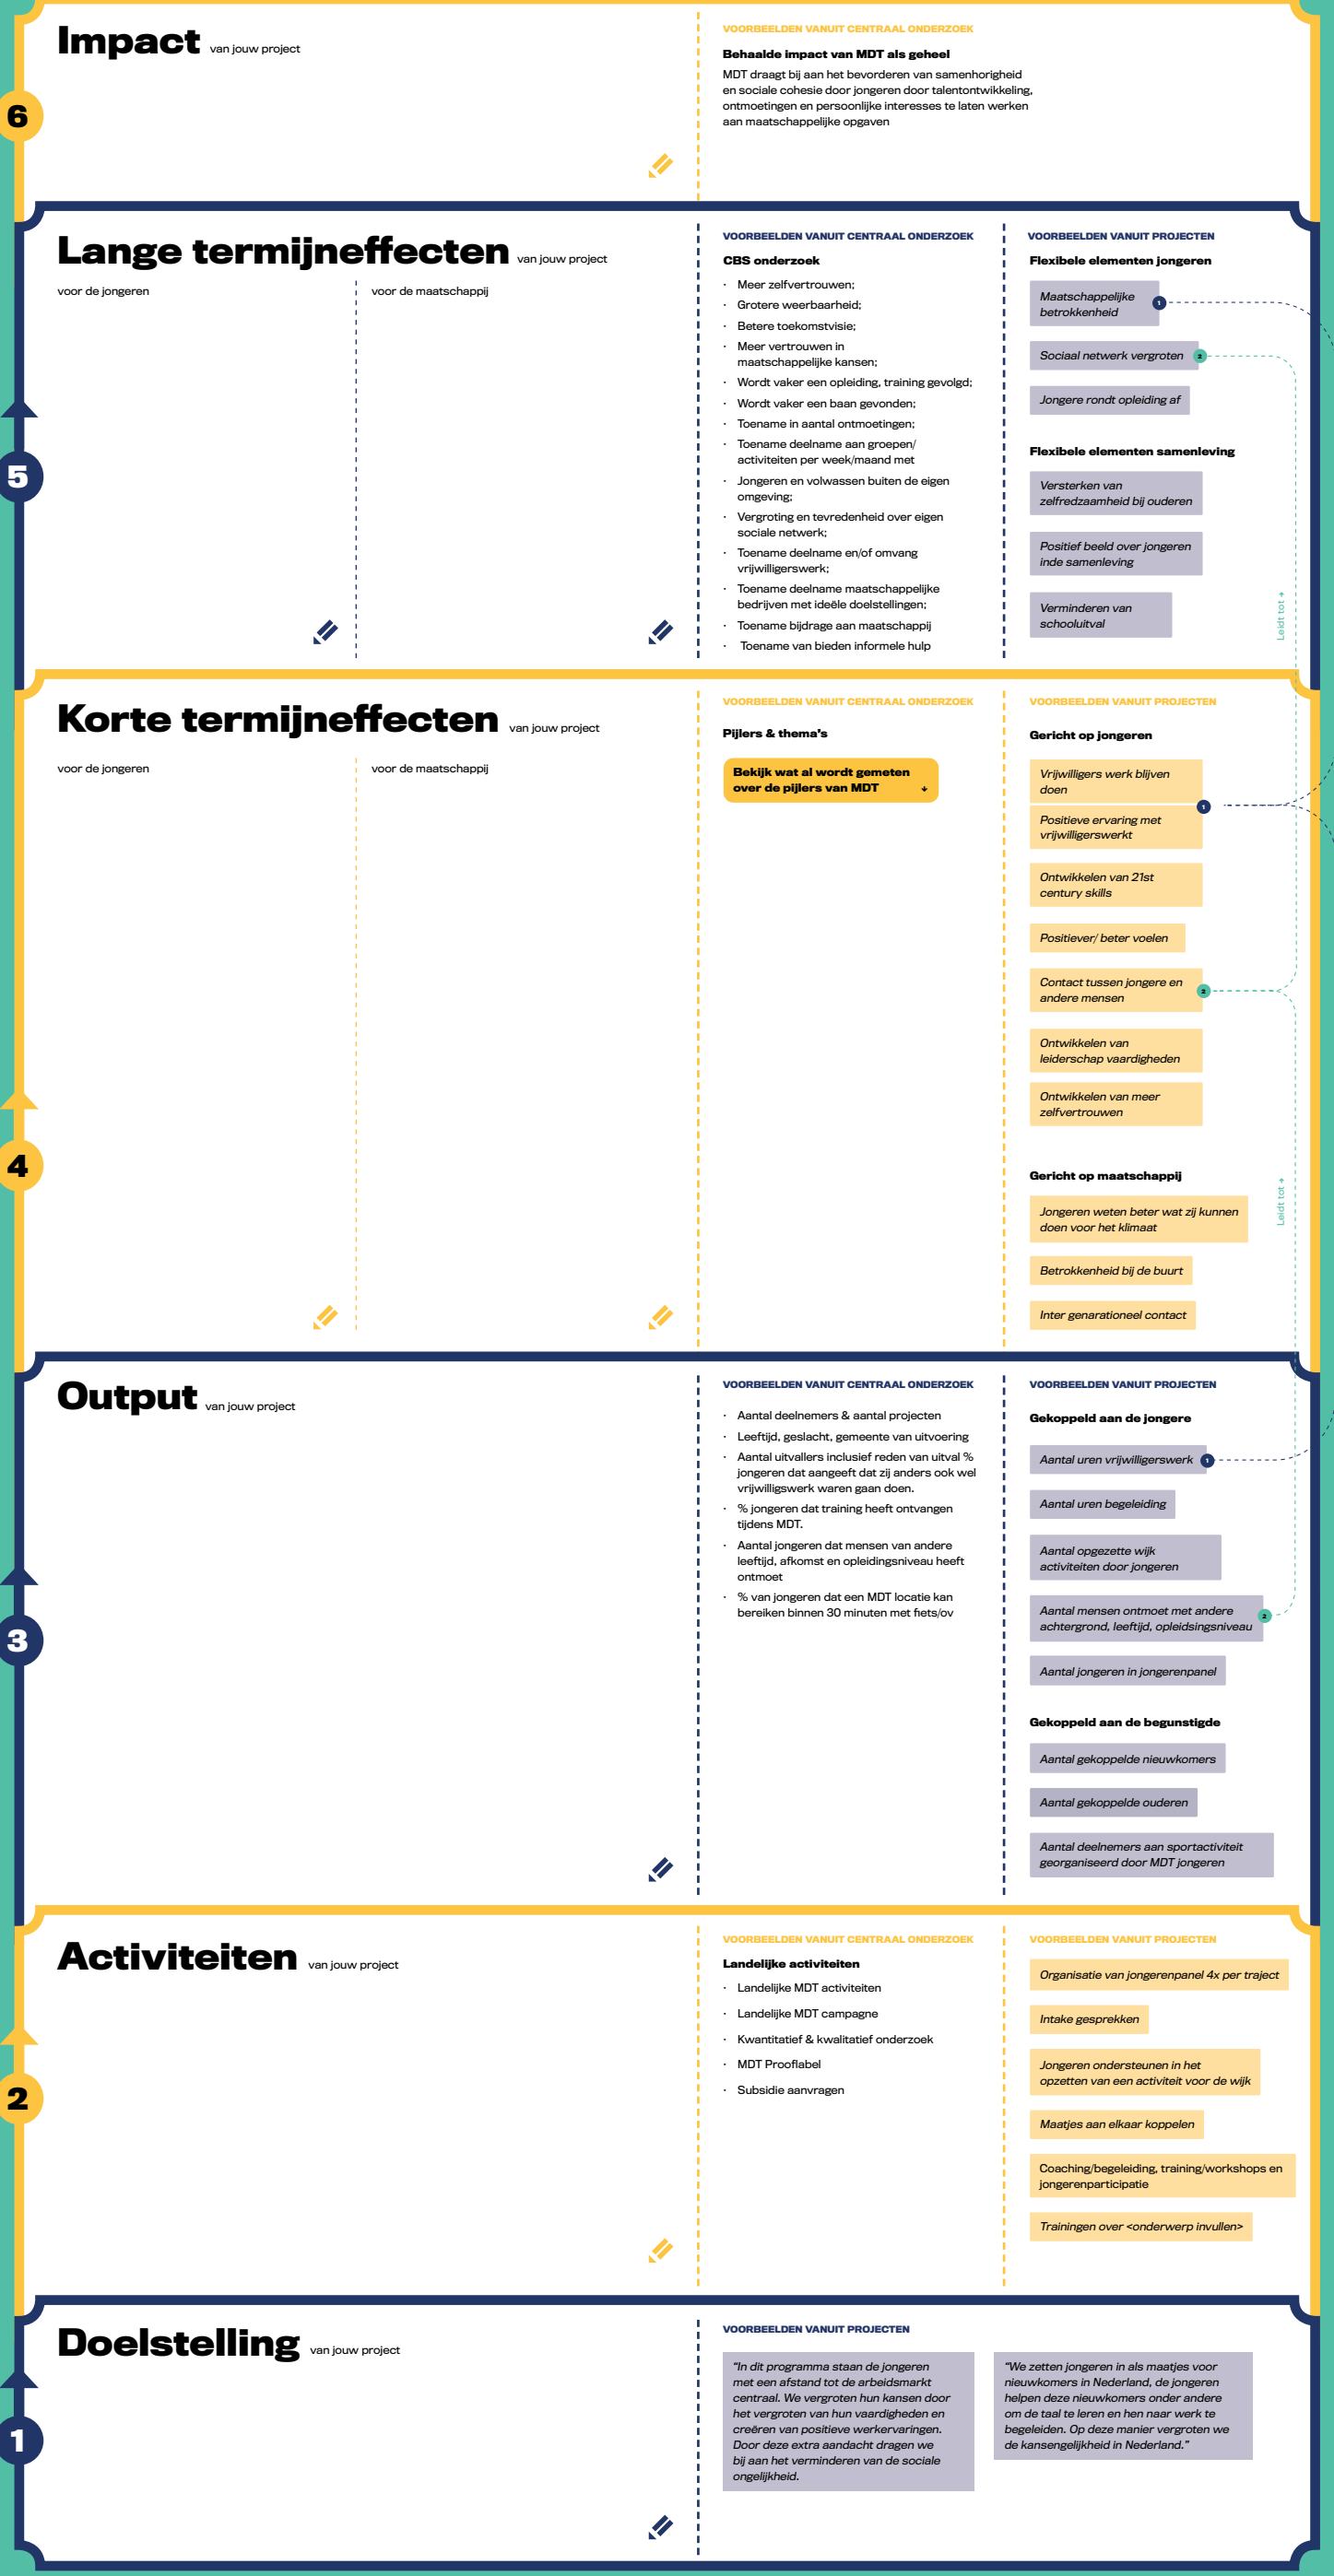 Impact van jouw project
VOORBEELDEN VANUIT CENTRAAL ONDERZOEK
Behaalde impact van MDT als geheel
MDT draagt bij aan het bevorderen van samenhorigheid
en sociale cohesie door jongeren door talentontwikkeling,
ontmoetingen en persoonlijke interesses te laten werken
aan maatschappelijke opgaven
6
Lange termijneffecten van jouw project
voor de jongeren
voor de maatschappij
VOORBEELDEN VANUIT CENTRAAL ONDERZOEK
CBS onderzoek
· Meer zelfvertrouwen;
· Grotere weerbaarheid;
· Betere toekomstvisie;
· Meer vertrouwen in
maatschappelijke kansen;
· Wordt vaker een opleiding, training gevolgd;
· Wordt vaker een baan gevonden;
· Toename in aantal ontmoetingen;
· Toename deelname aan groepen/
activiteiten per week/maand met
· Jongeren en volwassen buiten de eigen
omgeving;
· Vergroting en tevredenheid over eigen
sociale netwerk;
· Toename deelname en/of omvang
vrijwilligerswerk;
· Toename deelname maatschappelijke
bedrijven met ideële doelstellingen;
· Toename bijdrage aan maatschappij
· Toename van bieden informele hulp
VOORBEELDEN VANUIT PROJECTEN
Flexibele elementen jongeren
Maatschappelijke
betrokkenheid
1
Sociaal netwerk vergroten
2
Jongere rondt opleiding af
Flexibele elementen samenleving
Versterken van
zelfredzaamheid bij ouderen
Positief beeld over jongeren
inde samenleving
Verminderen van
schooluitval
Leidt tot →
5
Korte termijneffecten van jouw project
voor de jongeren
voor de maatschappij
VOORBEELDEN VANUIT CENTRAAL ONDERZOEK
Pijlers & thema's
Bekijk wat al wordt gemeten
over de pijlers van MDT ↓
VOORBEELDEN VANUIT PROJECTEN
Gericht op jongeren
Vrijwilligers werk blijven
doen
1
Positieve ervaring met
vrijwilligerswerkt
Ontwikkelen van 21st
century skills
Positiever/ beter voelen
Contact tussen jongere en
andere mensen
2
Ontwikkelen van
leiderschap vaardigheden
Ontwikkelen van meer
zelfvertrouwen
Gericht op maatschappij
Jongeren weten beter wat zij kunnen
doen voor het klimaat
Betrokkenheid bij de buurt
Inter genarationeel contact
Leidt tot →
4
Output van jouw project
VOORBEELDEN VANUIT CENTRAAL ONDERZOEK
· Aantal deelnemers & aantal projecten
· Leeftijd, geslacht, gemeente van uitvoering
· Aantal uitvallers inclusief reden van uitval %
jongeren dat aangeeft dat zij anders ook wel
vrijwilligswerk waren gaan doen.
· % jongeren dat training heeft ontvangen
tijdens MDT.
· Aantal jongeren dat mensen van andere
leeftijd, afkomst en opleidingsniveau heeft
ontmoet
· % van jongeren dat een MDT locatie kan
bereiken binnen 30 minuten met fiets/ov
VOORBEELDEN VANUIT PROJECTEN
Gekoppeld aan de jongere
Aantal uren vrijwilligerswerk
1
Aantal uren begeleiding
Aantal opgezette wijk
activiteiten door jongeren
Aantal mensen ontmoet met andere
achtergrond, leeftijd, opleidsingsniveau
2
Aantal jongeren in jongerenpanel
Gekoppeld aan de begunstigde
Aantal gekoppelde nieuwkomers
Aantal gekoppelde ouderen
Aantal deelnemers aan sportactiviteit
georganiseerd door MDT jongeren
3
Activiteiten van jouw project
VOORBEELDEN VANUIT CENTRAAL ONDERZOEK
Landelijke activiteiten
· Landelijke MDT activiteiten
· Landelijke MDT campagne
· Kwantitatief & kwalitatief onderzoek
· MDT Prooflabel
· Subsidie aanvragen
VOORBEELDEN VANUIT PROJECTEN
Organisatie van jongerenpanel 4x per traject
Intake gesprekken
Jongeren ondersteunen in het
opzetten van een activiteit voor de wijk
Maatjes aan elkaar koppelen
Coaching/begeleiding, training/workshops en
jongerenparticipatie
Trainingen over <onderwerp invullen>
2
Doelstelling van jouw project
VOORBEELDEN VANUIT PROJECTEN
“In dit programma staan de jongeren
met een afstand tot de arbeidsmarkt
centraal. We vergroten hun kansen door
het vergroten van hun vaardigheden en
creëren van positieve werkervaringen.
Door deze extra aandacht dragen we
bij aan het verminderen van de sociale
ongelijkheid.
“We zetten jongeren in als maatjes voor
nieuwkomers in Nederland, de jongeren
helpen deze nieuwkomers onder andere
om de taal te leren en hen naar werk te
begeleiden. Op deze manier vergroten we
de kansengelijkheid in Nederland.”
1